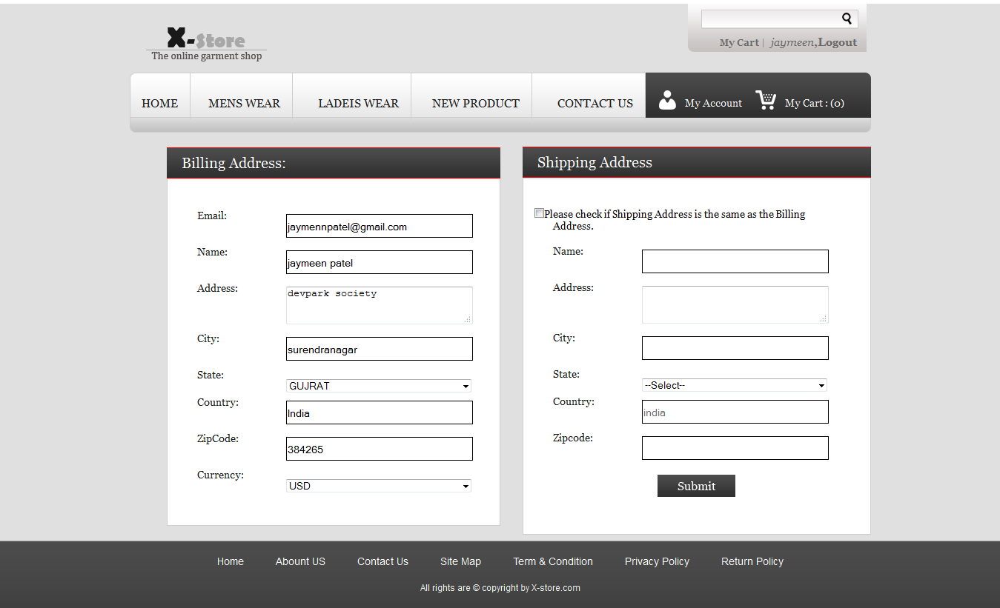 X-Store
The online garment shop
My Cart | jaymeen,Logout
HOME MENS WEAR LADEIS WEAR NEW PRODUCT CONTACT US My Account My Cart : (0)
Billing Address:
Email: jaymennpatel@gmail.com
Name: jaymeen patel
Address: devpark society
City: surendranagar
State: GUJRAT
Country: India
ZipCode: 384265
Currency: USD
Shipping Address
Please check if Shipping Address is the same as the Billing
Address.
Name:
Address:
City:
State: --Select--
Country: india
Zipcode:
Submit
Home Abount US Contact Us Site Map Term & Condition Privacy Policy Return Policy
All rights are © copyright by X-store.com